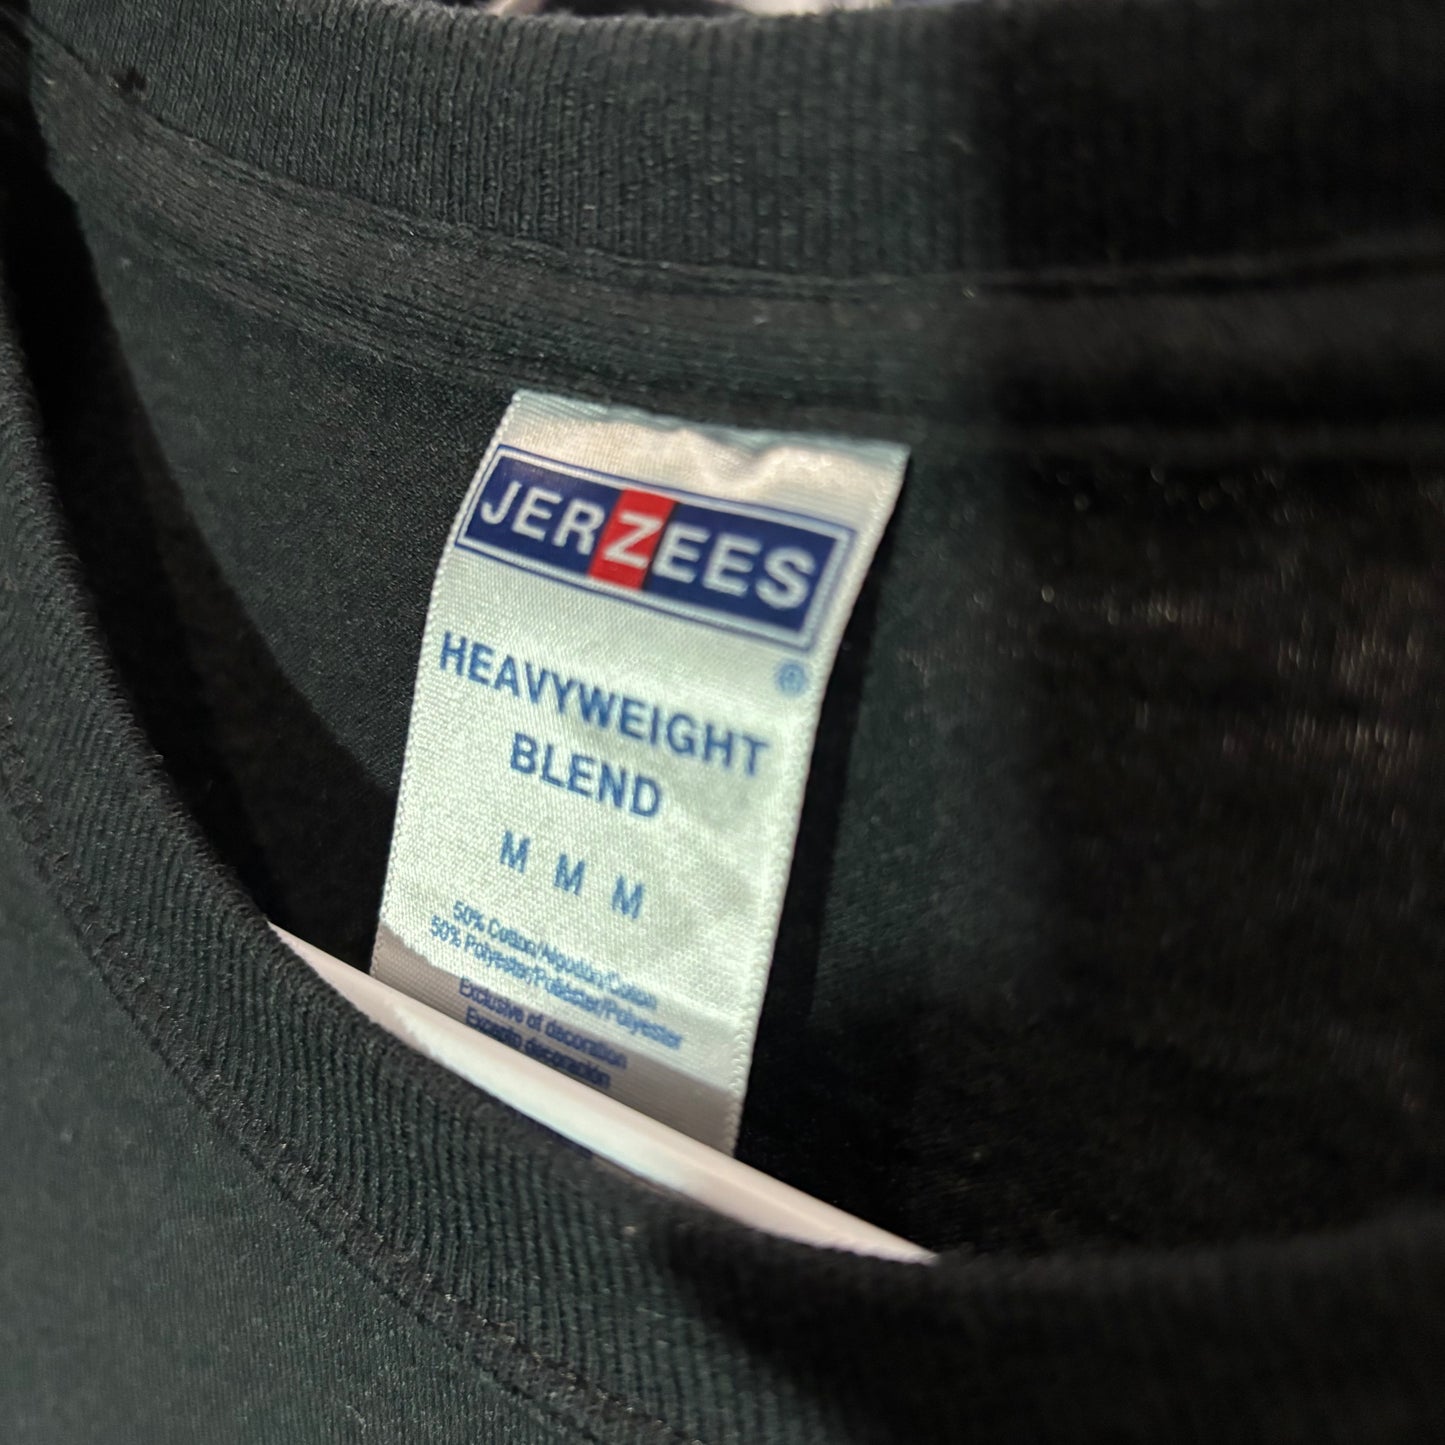 JERZEES
®
HEAVYWEIGHT
BLEND
M M M
50% Cotton/Algodón/Coton
50% Polyester/Poliéster/Polyester
Exclusive of decoration
Excepto decoración